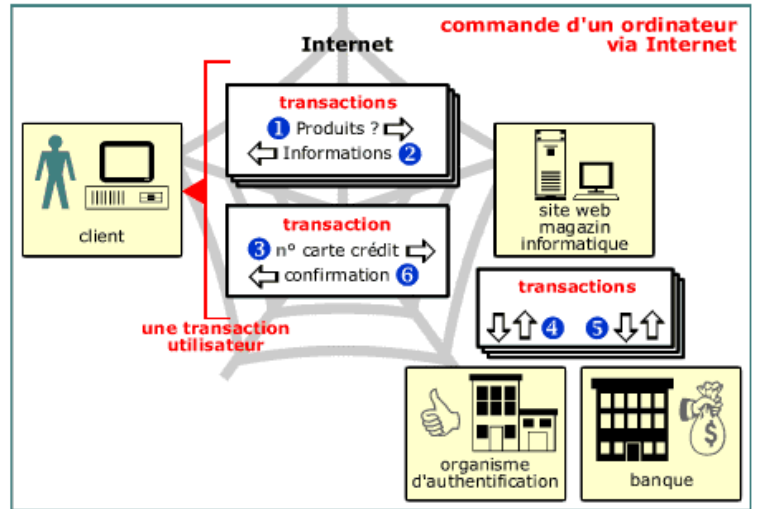 commande d'un ordinateur
via Internet
Internet
transactions
1 Produits ?
Informations 2
client
transaction
3 n° carte crédit
confirmation 6
une transaction
utilisateur
site web
magazin
informatique
transactions
4 5
organisme
d'authentification
banque
$